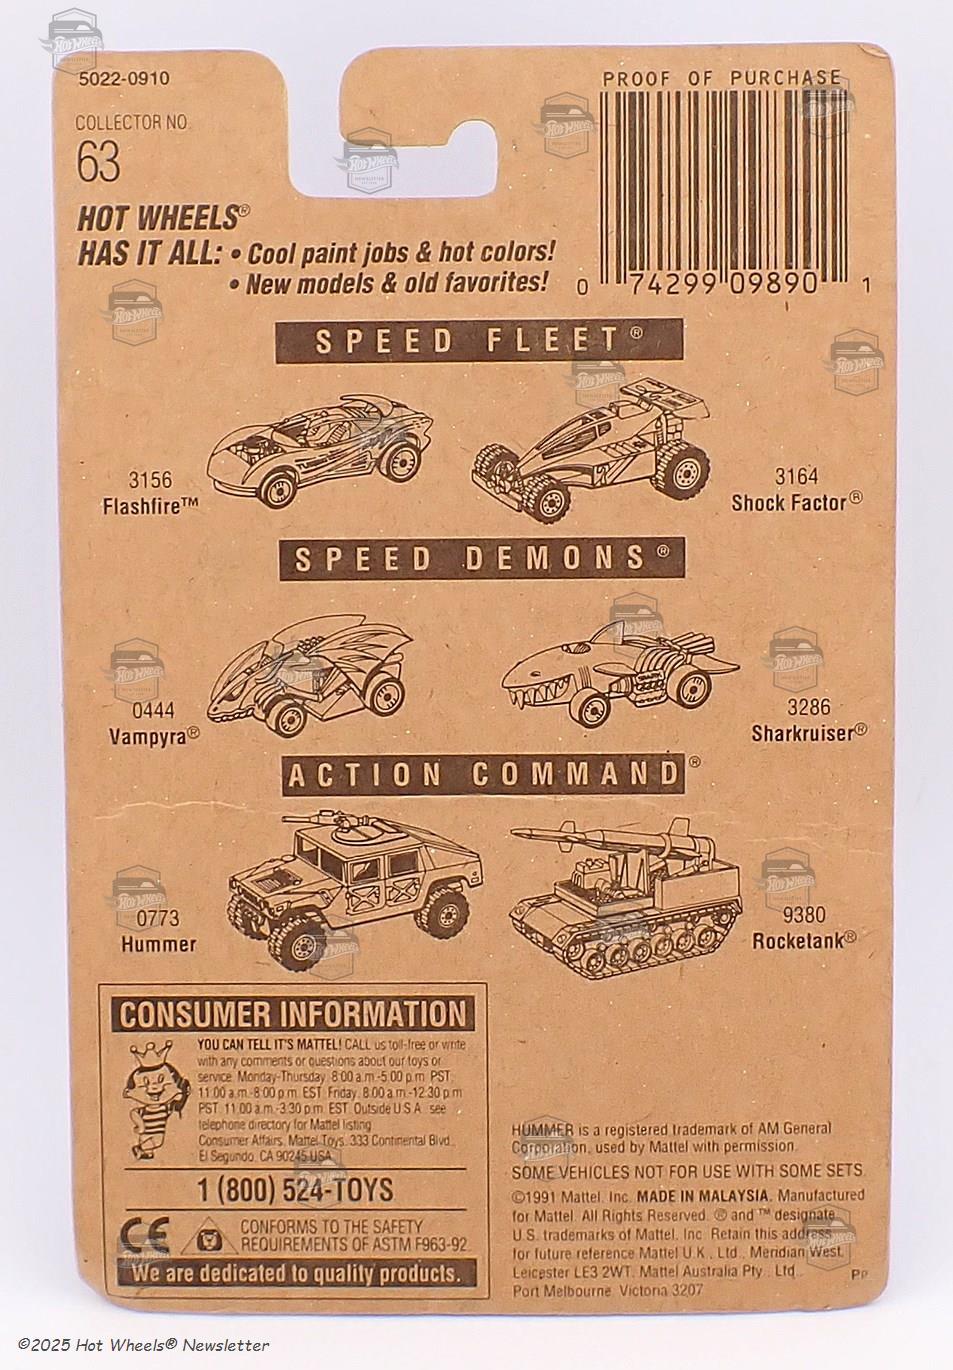 5022-0910
COLLECTOR NO.
63
PROOF OF PURCHASE
0 74299 09890 1
HOT WHEELS®
HAS IT ALL: • Cool paint jobs & hot colors!
• New models & old favorites!
SPEED FLEET®
3156
Flashfire™
3164
Shock Factor®
SPEED DEMONS®
0444
Vampyra®
3286
Sharkruiser®
ACTION COMMAND®
0773
Hummer
9380
Rocketank®
CONSUMER INFORMATION
YOU CAN TELL IT'S MATTEL! CALL us toll-free or write
with any comments or questions about our toys or
service. Monday-Thursday 8:00 a.m.-5:00 p.m. PST,
11:00 a.m.-8:00 p.m. EST. Friday, 8:00 a.m.-12:30 p.m.
PST, 11:00 a.m.-3:30 p.m. EST. Outside U.S.A. see
telephone directory for Mattel listing.
Consumer Affairs, Mattel Toys, 333 Continental Blvd.,
El Segundo, CA 90245 USA
1 (800) 524-TOYS
CE
CONFORMS TO THE SAFETY
REQUIREMENTS OF ASTM F963-92
We are dedicated to quality products.
HUMMER is a registered trademark of AM General
Corporation, used by Mattel with permission.
SOME VEHICLES NOT FOR USE WITH SOME SETS.
©1991 Mattel, Inc. MADE IN MALAYSIA. Manufactured
for Mattel. All Rights Reserved. ® and ™ designate
U.S. trademarks of Mattel, Inc. Retain this address
for future reference Mattel U.K., Ltd., Meridian West,
Leicester LE3 2WT. Mattel Australia Pty., Ltd.,
Port Melbourne, Victoria 3207
PP
©2025 Hot Wheels® Newsletter